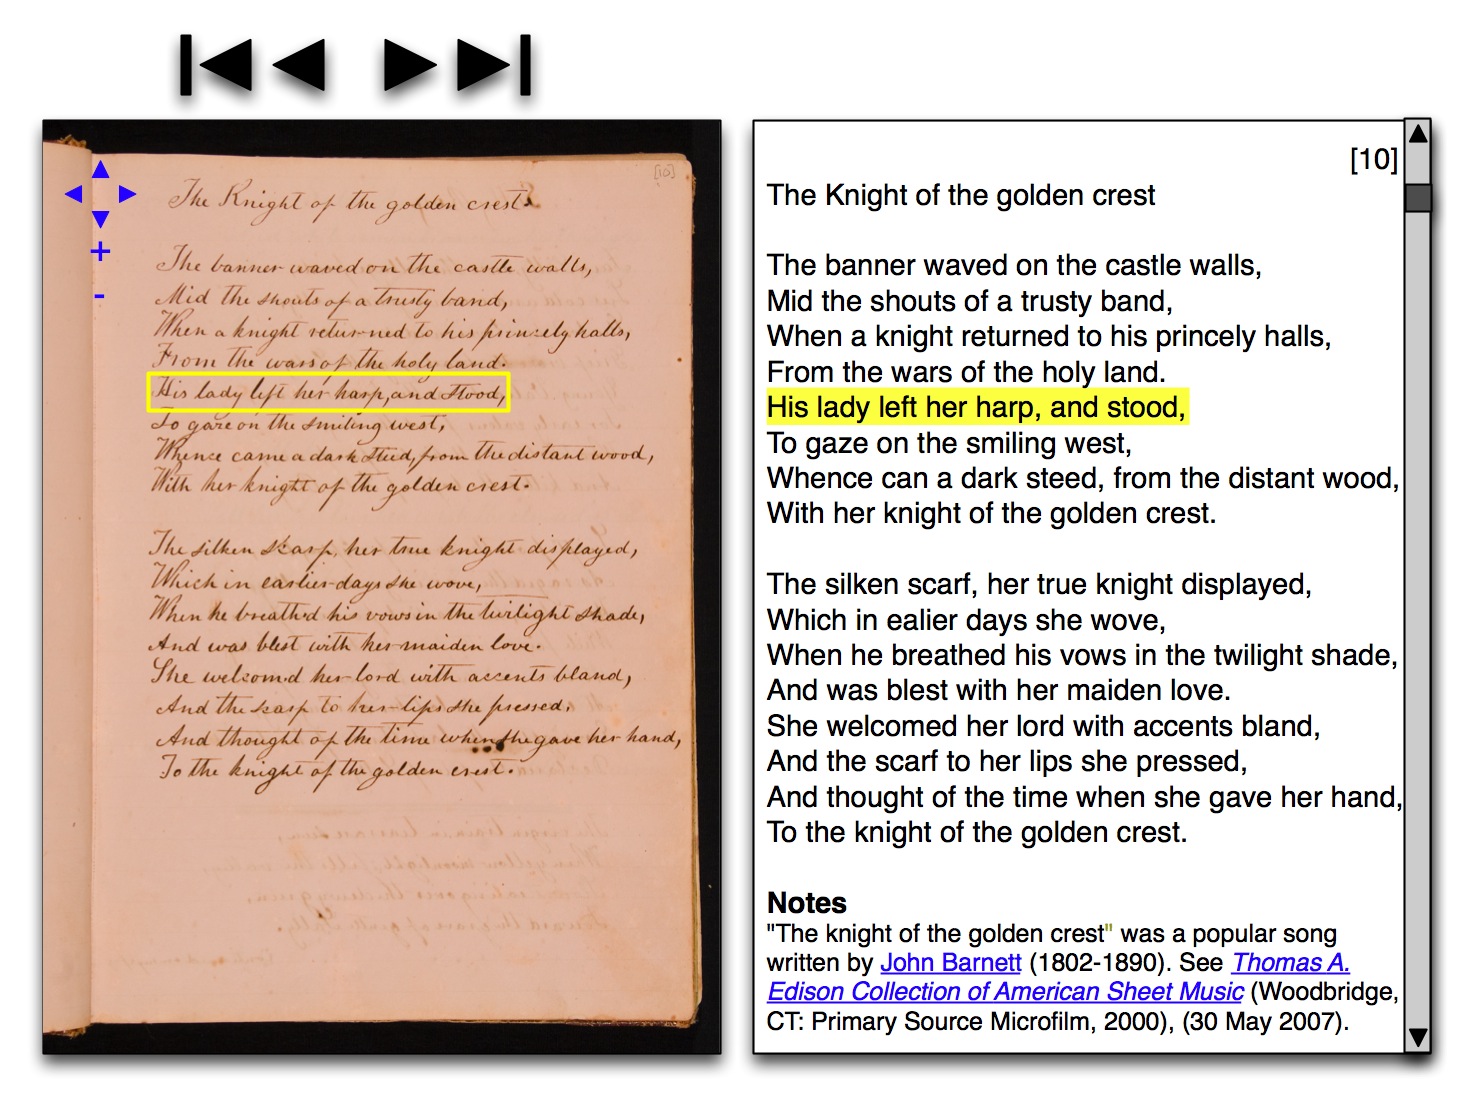 [10]
The Knight of the golden crest.
The banner waved on the castle walls,
Mid the shouts of a trusty band,
When a knight returned to his princely halls,
From the wars of the holy land.
His lady left her harp, and stood,
To gaze on the smiling west,
Whence came a dark steed, from the distant wood,
With her knight of the golden crest.
The silken scarf, her true knight displayed,
Which in earlier days she wove,
When he breath'd his vows in the twilight shade,
And was blest with her maiden love.
She welcom'd her lord with accents bland,
And the scarf to her lips she pressed,
And thought of the time when she gave her hand,
To the knight of the golden crest.
+
-
[10]
The Knight of the golden crest
The banner waved on the castle walls,
Mid the shouts of a trusty band,
When a knight returned to his princely halls,
From the wars of the holy land.
His lady left her harp, and stood,
To gaze on the smiling west,
Whence can a dark steed, from the distant wood,
With her knight of the golden crest.
The silken scarf, her true knight displayed,
Which in ealier days she wove,
When he breathed his vows in the twilight shade,
And was blest with her maiden love.
She welcomed her lord with accents bland,
And the scarf to her lips she pressed,
And thought of the time when she gave her hand,
To the knight of the golden crest.
Notes
"The knight of the golden crest" was a popular song
written by John Barnett (1802-1890). See Thomas A.
Edison Collection of American Sheet Music (Woodbridge,
CT: Primary Source Microfilm, 2000), (30 May 2007).